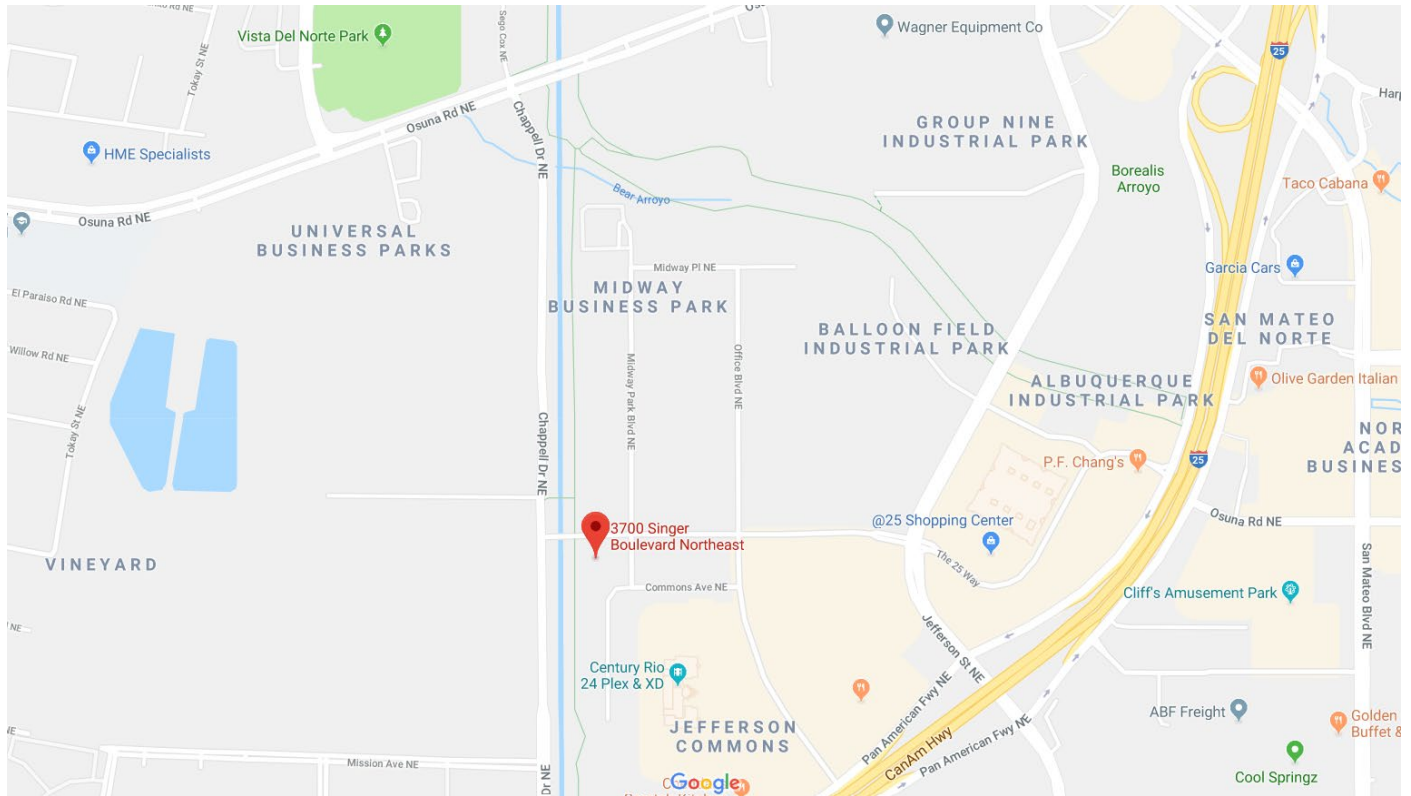 Vista Del Norte Park
Tokay St NE
Sego Cox NE
Osuna Rd NE
Chappell Dr NE
Wagner Equipment Co
25
HME Specialists
GROUP NINE
INDUSTRIAL PARK
Borealis
Arroyo
Taco Cabana
Bear Arroyo
Osuna Rd NE
UNIVERSAL
BUSINESS PARKS
Midway Pl NE
Garcia Cars
MIDWAY
BUSINESS PARK
El Paraiso Rd NE
Willow Rd NE
Tokay St NE
Midway Park Blvd NE
Office Blvd NE
BALLOON FIELD
INDUSTRIAL PARK
SAN MATEO
DEL NORTE
ALBUQUERQUE
INDUSTRIAL PARK
Olive Garden Italian
Chappell Dr NE
P.F. Chang's
25
NOR
ACAD
BUSINES
3700 Singer
Boulevard Northeast
@25 Shopping Center
Osuna Rd NE
The 25 Way
VINEYARD
Commons Ave NE
Cliff's Amusement Park
San Mateo Blvd NE
NE
Jefferson St NE
Century Rio
24 Plex & XD
Pan American Fwy NE
ABF Freight
Golden
Buffet &
JEFFERSON
COMMONS
CanAm Hwy
Pan American Fwy NE
Mission Ave NE
Dr NE
Cool Springz
Google